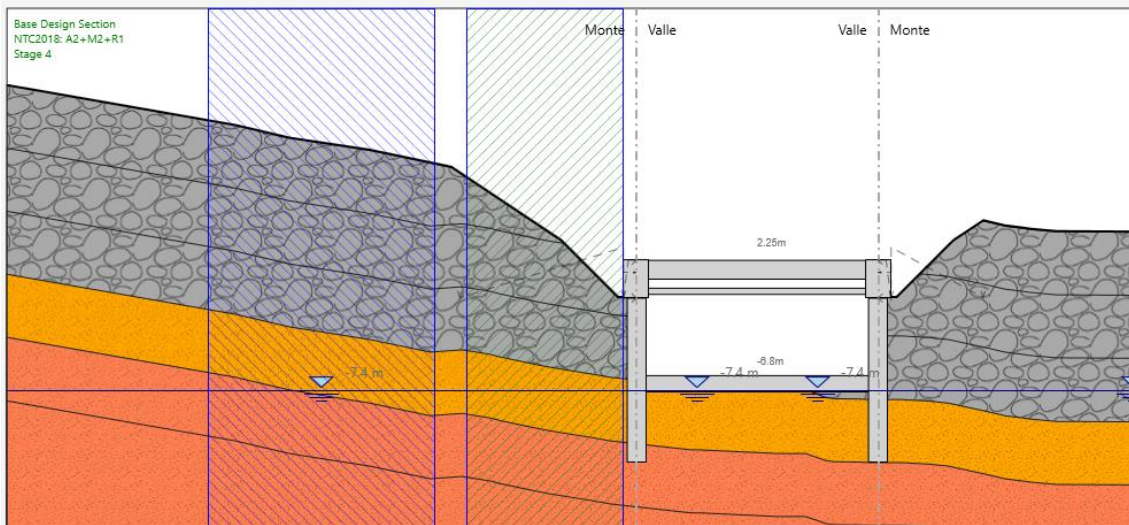 Base Design Section
NTC2018: A2+M2+R1
Stage 4
Monte Valle
Valle Monte
2.25m
-6.8m
-7.4 m
-7.4 m
-7.4 m